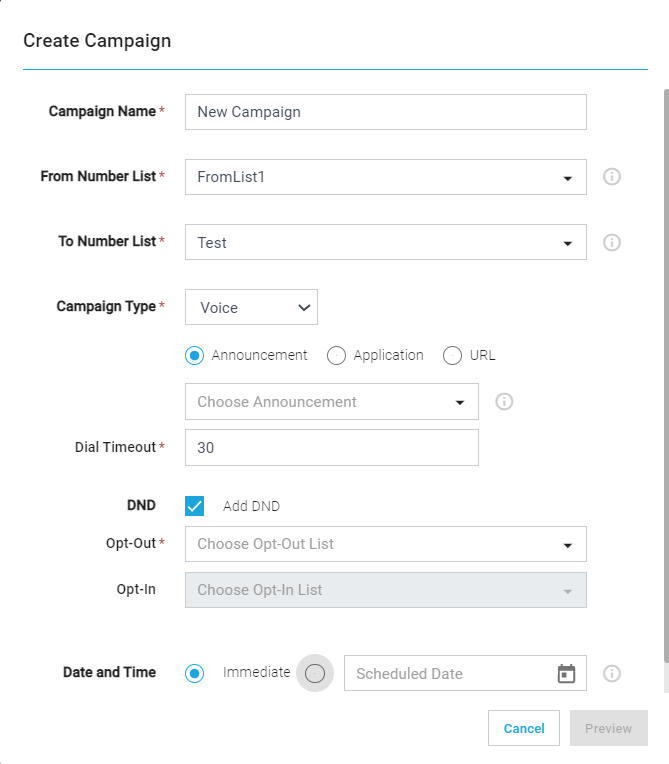 Create Campaign
Campaign Name * New Campaign
From Number List * FromList1
To Number List * Test
Campaign Type * Voice
Announcement Application URL
Choose Announcement
Dial Timeout * 30
DND Add DND
Opt-Out * Choose Opt-Out List
Opt-In Choose Opt-In List
Date and Time Immediate Scheduled Date
Cancel Preview